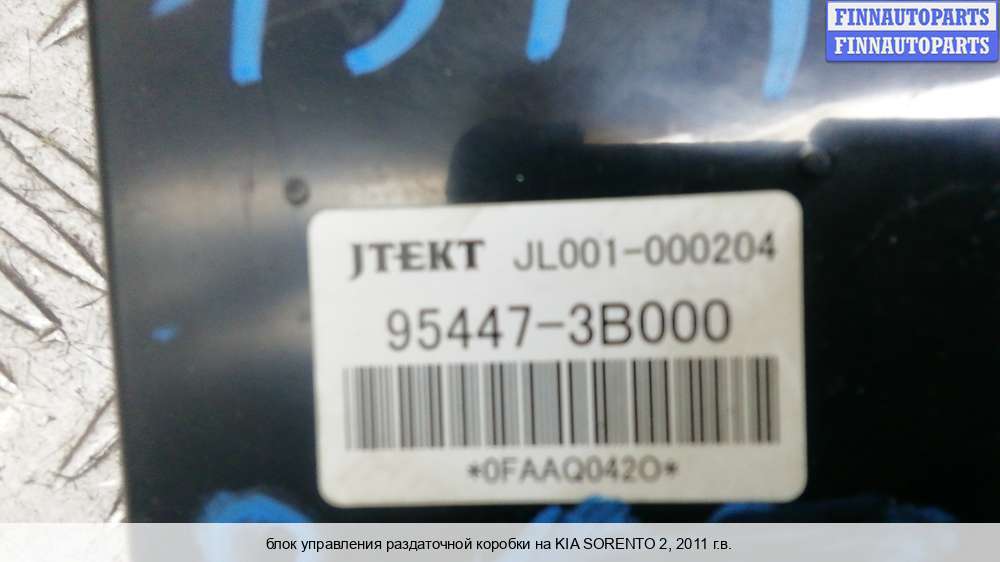 FINNAUTOPARTS
FINNAUTOPARTS
JTEKT JL001-000204
95447-3B000
*0FAAQ042O*
блок управления раздаточной коробки на KIA SORENTO 2, 2011 г.в.